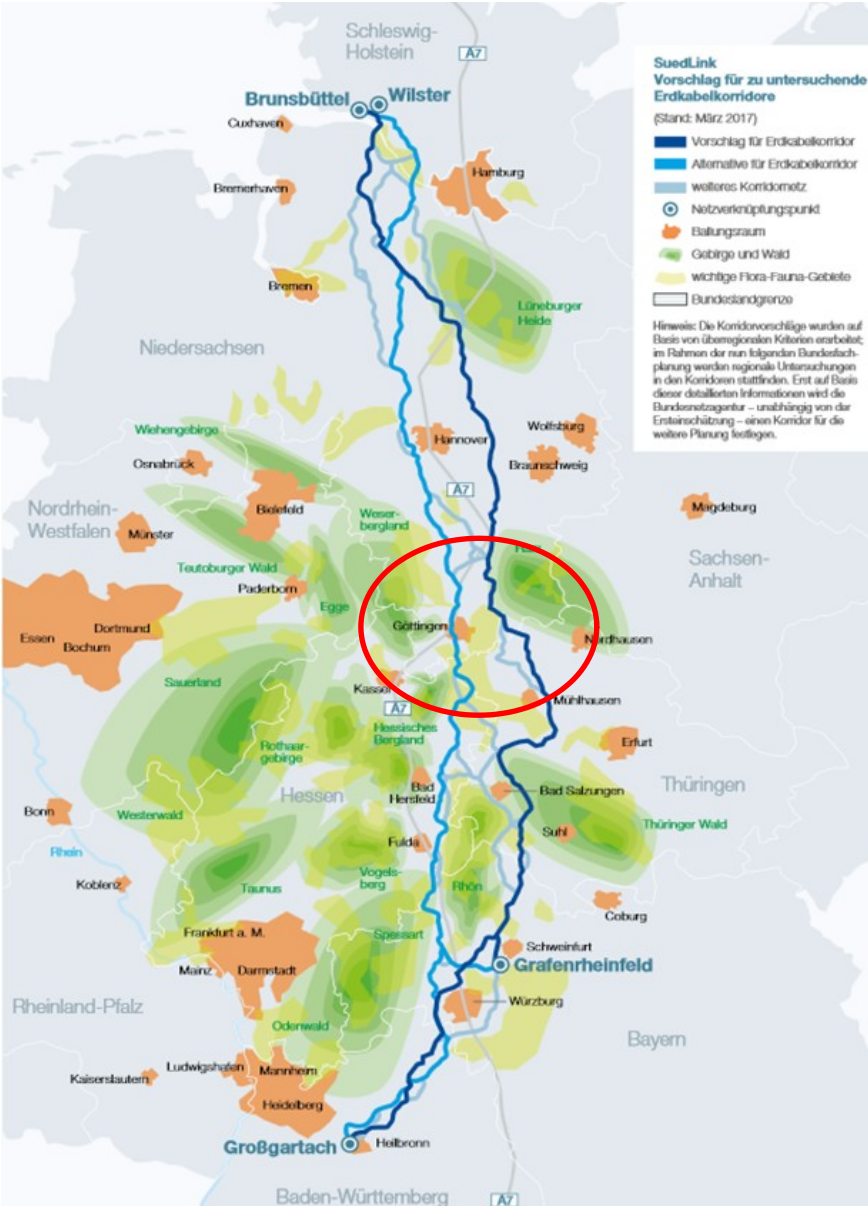 Schleswig-
Holstein
A7
Brunsbüttel
Wilster
Cuxhaven
Hamburg
Bremerhaven
Bremen
Lüneburger
Heide
Niedersachsen
SuedLink
Vorschlag für zu untersuchende
Erdkabelkorridore
(Stand: März 2017)
Vorschlag für Erdkabelkorridor
Alternative für Erdkabelkorridor
weiteres Korridornetz
Netzverknüpfungspunkt
Ballungsraum
Gebirge und Wald
wichtige Flora-Fauna-Gebiete
Bundeslandgrenze
Hinweis: Die Korridorvorschläge wurden auf
Basis von überregionalen Kriterien erarbeitet;
im Rahmen der nun folgenden Bundesfach-
planung werden regionale Untersuchungen
in den Korridoren stattfinden. Erst auf Basis
dieser detaillierten Informationen wird die
Bundesnetzagentur – unabhängig von der
Ersteinschätzung – einen Korridor für die
weitere Planung festlegen.
Wiehengebirge
Osnabrück
Hannover
Wolfsburg
Braunschweig
A7
Magdeburg
Nordrhein-
Westfalen
Münster
Bielefeld
Weser-
bergland
Teutoburger Wald
Paderborn
Egge
Sachsen-
Anhalt
Göttingen
Nordhausen
Essen
Dortmund
Bochum
Sauerland
Kassel
A7
Mühlhausen
Hessisches
Bergland
Rothaar-
gebirge
Erfurt
Hessen
Bad
Hersfeld
Bad Salzungen
Thüringen
Bonn
Westerwald
Suhl
Thüringer Wald
Rhein
Fulda
Vogels-
berg
Rhön
Koblenz
Taunus
Coburg
Frankfurt a. M.
Spessart
Schweinfurt
Mainz
Darmstadt
Grafenrheinfeld
Würzburg
Rheinland-Pfalz
Odenwald
Bayern
Ludwigshafen
Mannheim
Kaiserslautern
Heidelberg
Großgartach
Heilbronn
Baden-Württemberg
A7